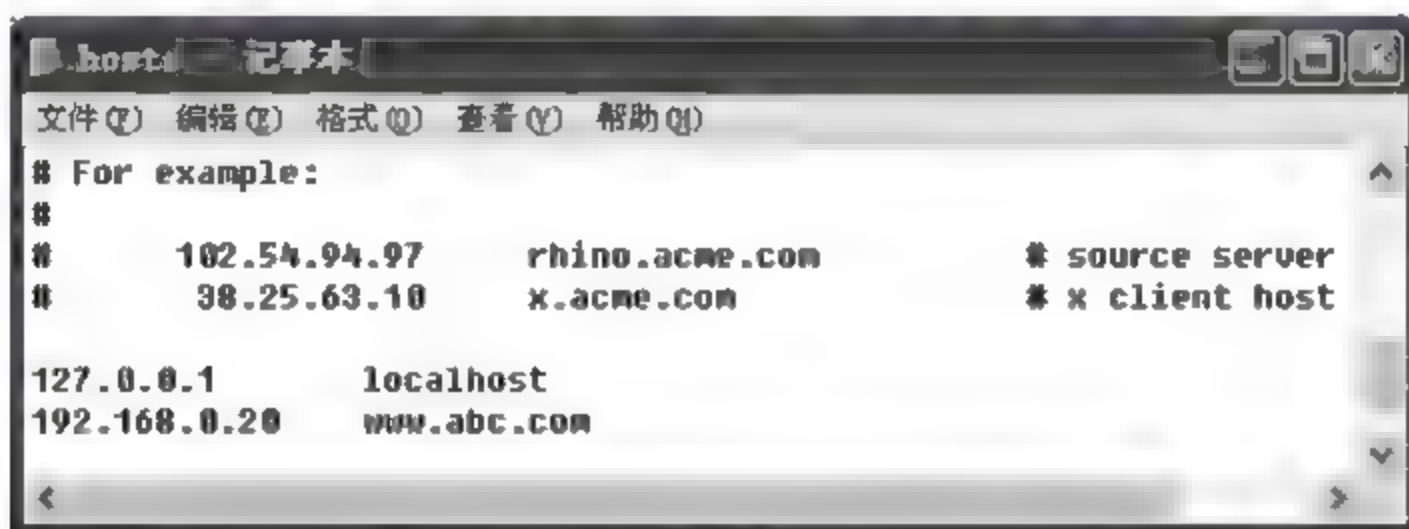 hosts - 记事本
文件(F) 编辑(E) 格式(O) 查看(V) 帮助(H)
# For example:
#
# 102.54.94.97 rhino.acme.com # source server
# 38.25.63.10 x.acme.com # x client host
127.0.0.1 localhost
192.168.0.20 www.abc.com